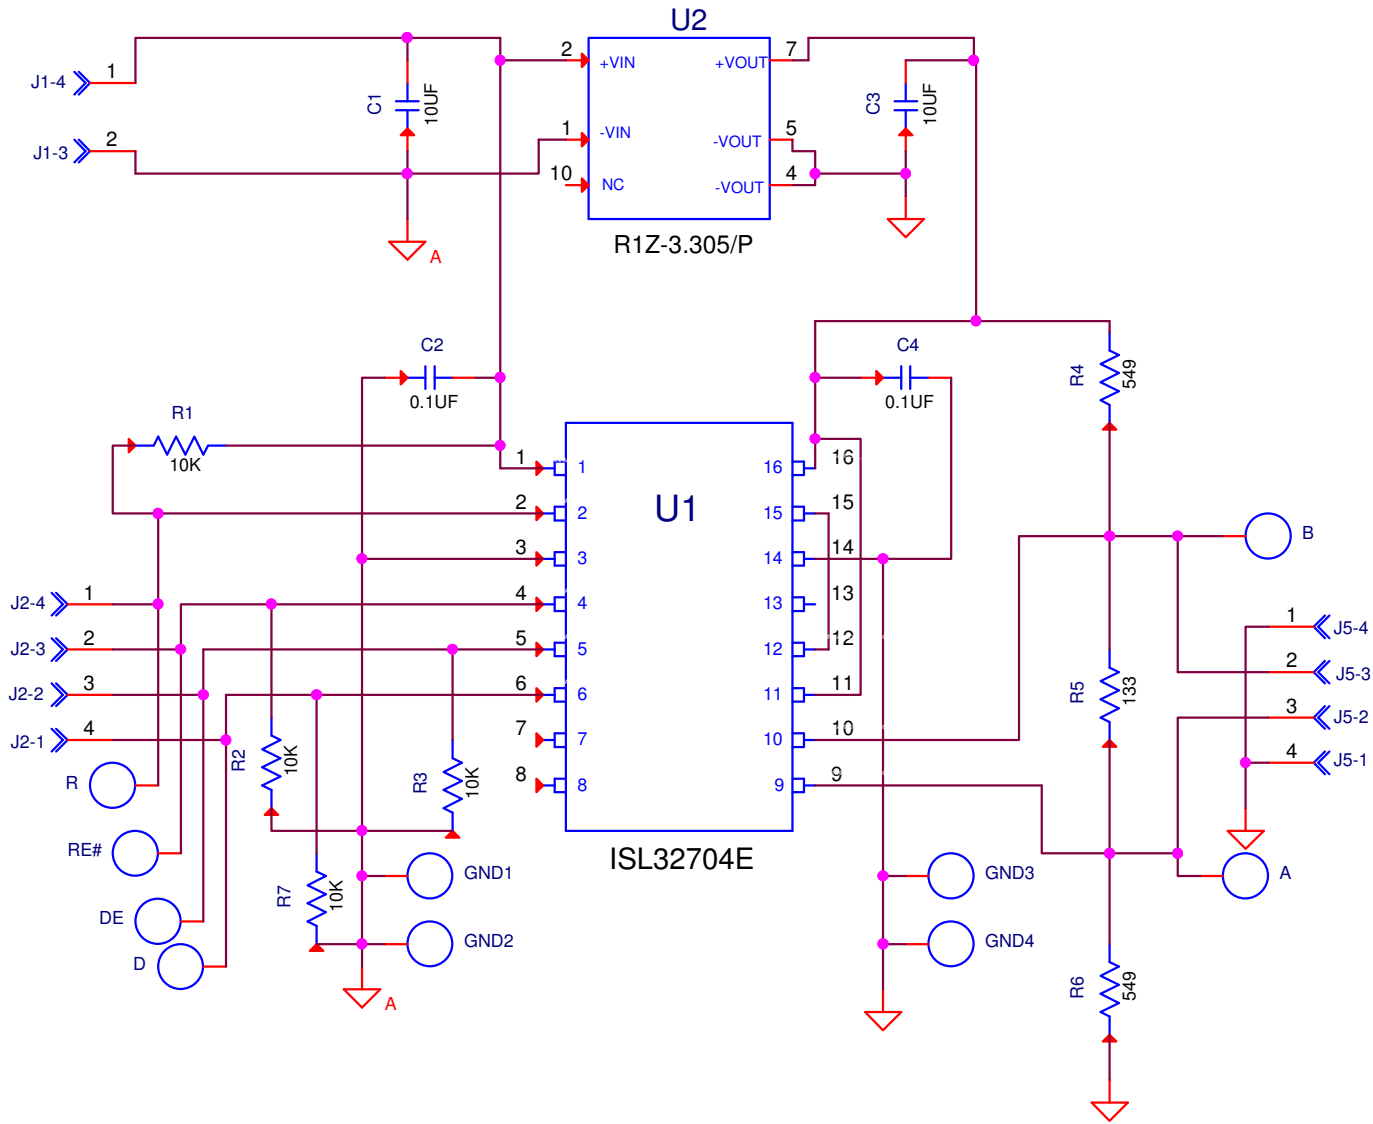 U2
J1-4
1
2
+VIN
+VOUT
7
C1
10UF
C3
10UF
J1-3
2
1
-VIN
-VOUT
5
10
NC
-VOUT
4
A
R1Z-3.305/P
C2
0.1UF
C4
0.1UF
R4
549
R1
10K
U1
1
1
16
16
2
2
15
15
3
3
14
14
B
J2-4
1
4
4
13
13
1
J5-4
J2-3
2
5
5
12
12
2
J5-3
J2-2
3
6
6
11
11
R5
133
3
J5-2
J2-1
4
7
7
10
10
4
J5-1
R2
10K
R3
10K
R
8
8
9
9
RE#
ISL32704E
GND1
GND3
A
R7
10K
DE
GND2
GND4
D
A
R6
549